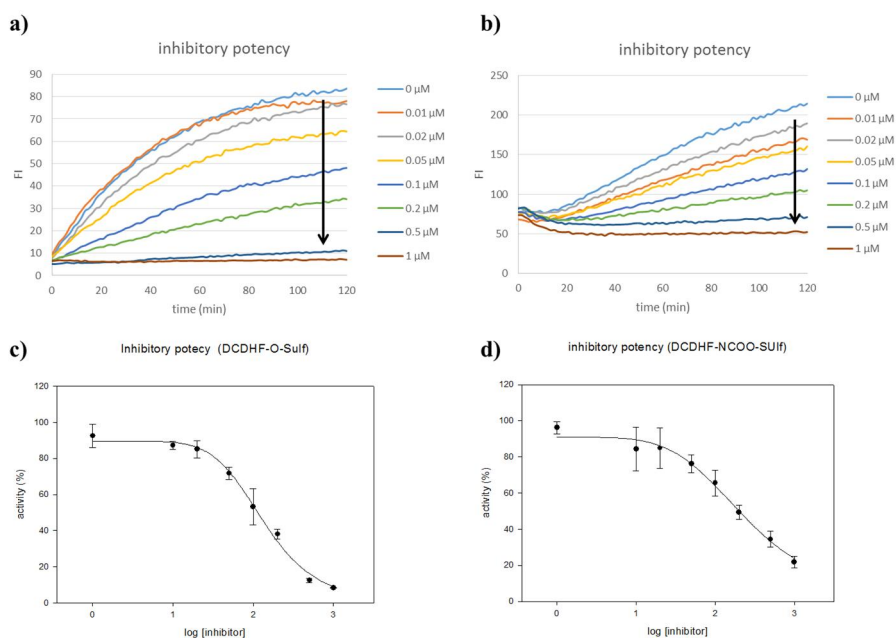 a)
inhibitory potency
90
80
70
60
50
40
30
20
10
0
FI
0 20 40 60 80 100 120
time (min)
0 µM
0.01 µM
0.02 µM
0.05 µM
0.1 µM
0.2 µM
0.5 µM
1 µM
b)
inhibitory potency
250
200
150
100
50
0
FI
0 20 40 60 80 100 120
time (min)
0 µM
0.01 µM
0.02 µM
0.05 µM
0.1 µM
0.2 µM
0.5 µM
1 µM
c)
Inhibitory potecy (DCDHF-O-Sulf)
120
100
80
60
40
20
0
activity (%)
0 1 2 3
log [inhibitor]
d)
inhibitory potency (DCDHF-NCOO-SUlf)
120
100
80
60
40
20
0
activity (%)
0 1 2 3
log [inhibitor]